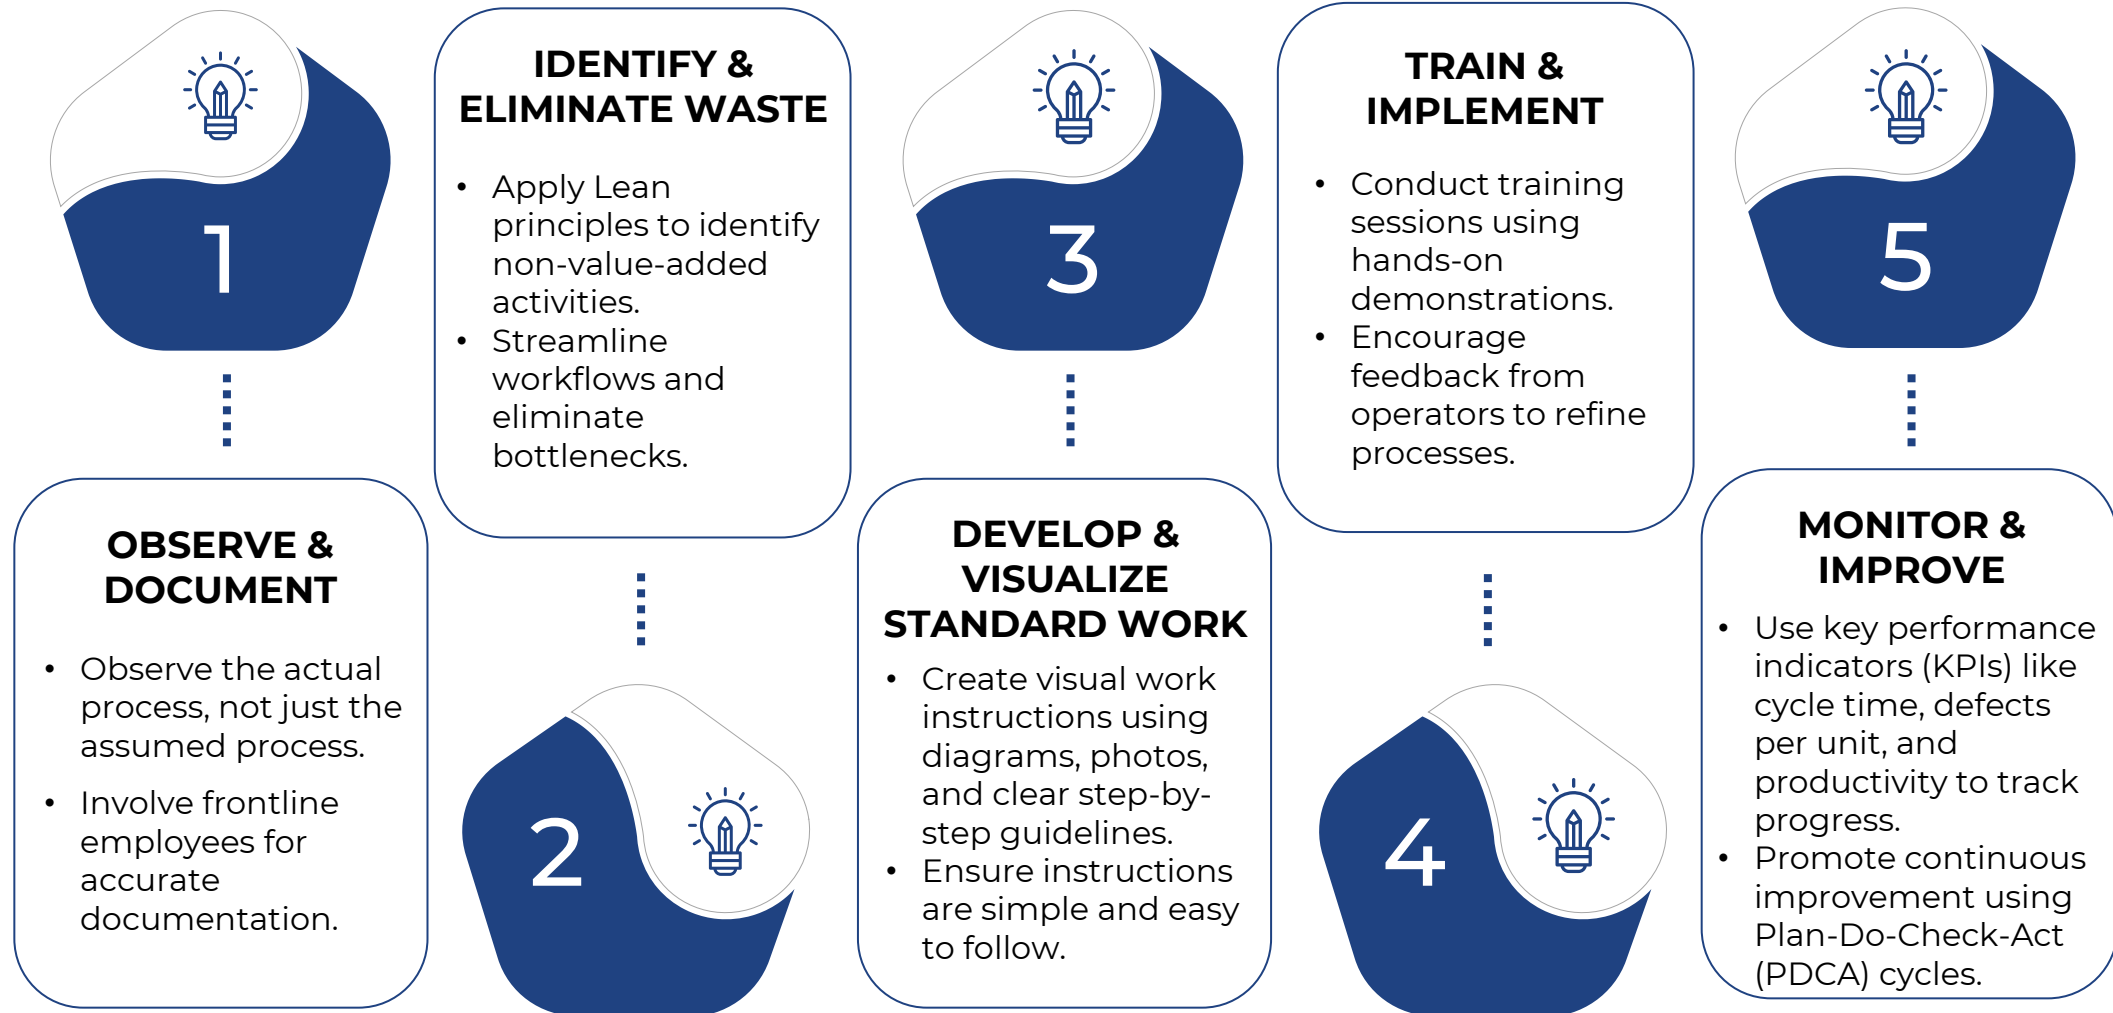 1
OBSERVE &
DOCUMENT
• Observe the actual
process, not just the
assumed process.
• Involve frontline
employees for
accurate
documentation.
IDENTIFY &
ELIMINATE WASTE
• Apply Lean
principles to identify
non-value-added
activities.
• Streamline
workflows and
eliminate
bottlenecks.
2
3
DEVELOP &
VISUALIZE
STANDARD WORK
• Create visual work
instructions using
diagrams, photos,
and clear step-by-
step guidelines.
• Ensure instructions
are simple and easy
to follow.
TRAIN &
IMPLEMENT
• Conduct training
sessions using
hands-on
demonstrations.
• Encourage
feedback from
operators to refine
processes.
4
5
MONITOR &
IMPROVE
• Use key performance
indicators (KPIs) like
cycle time, defects
per unit, and
productivity to track
progress.
• Promote continuous
improvement using
Plan-Do-Check-Act
(PDCA) cycles.